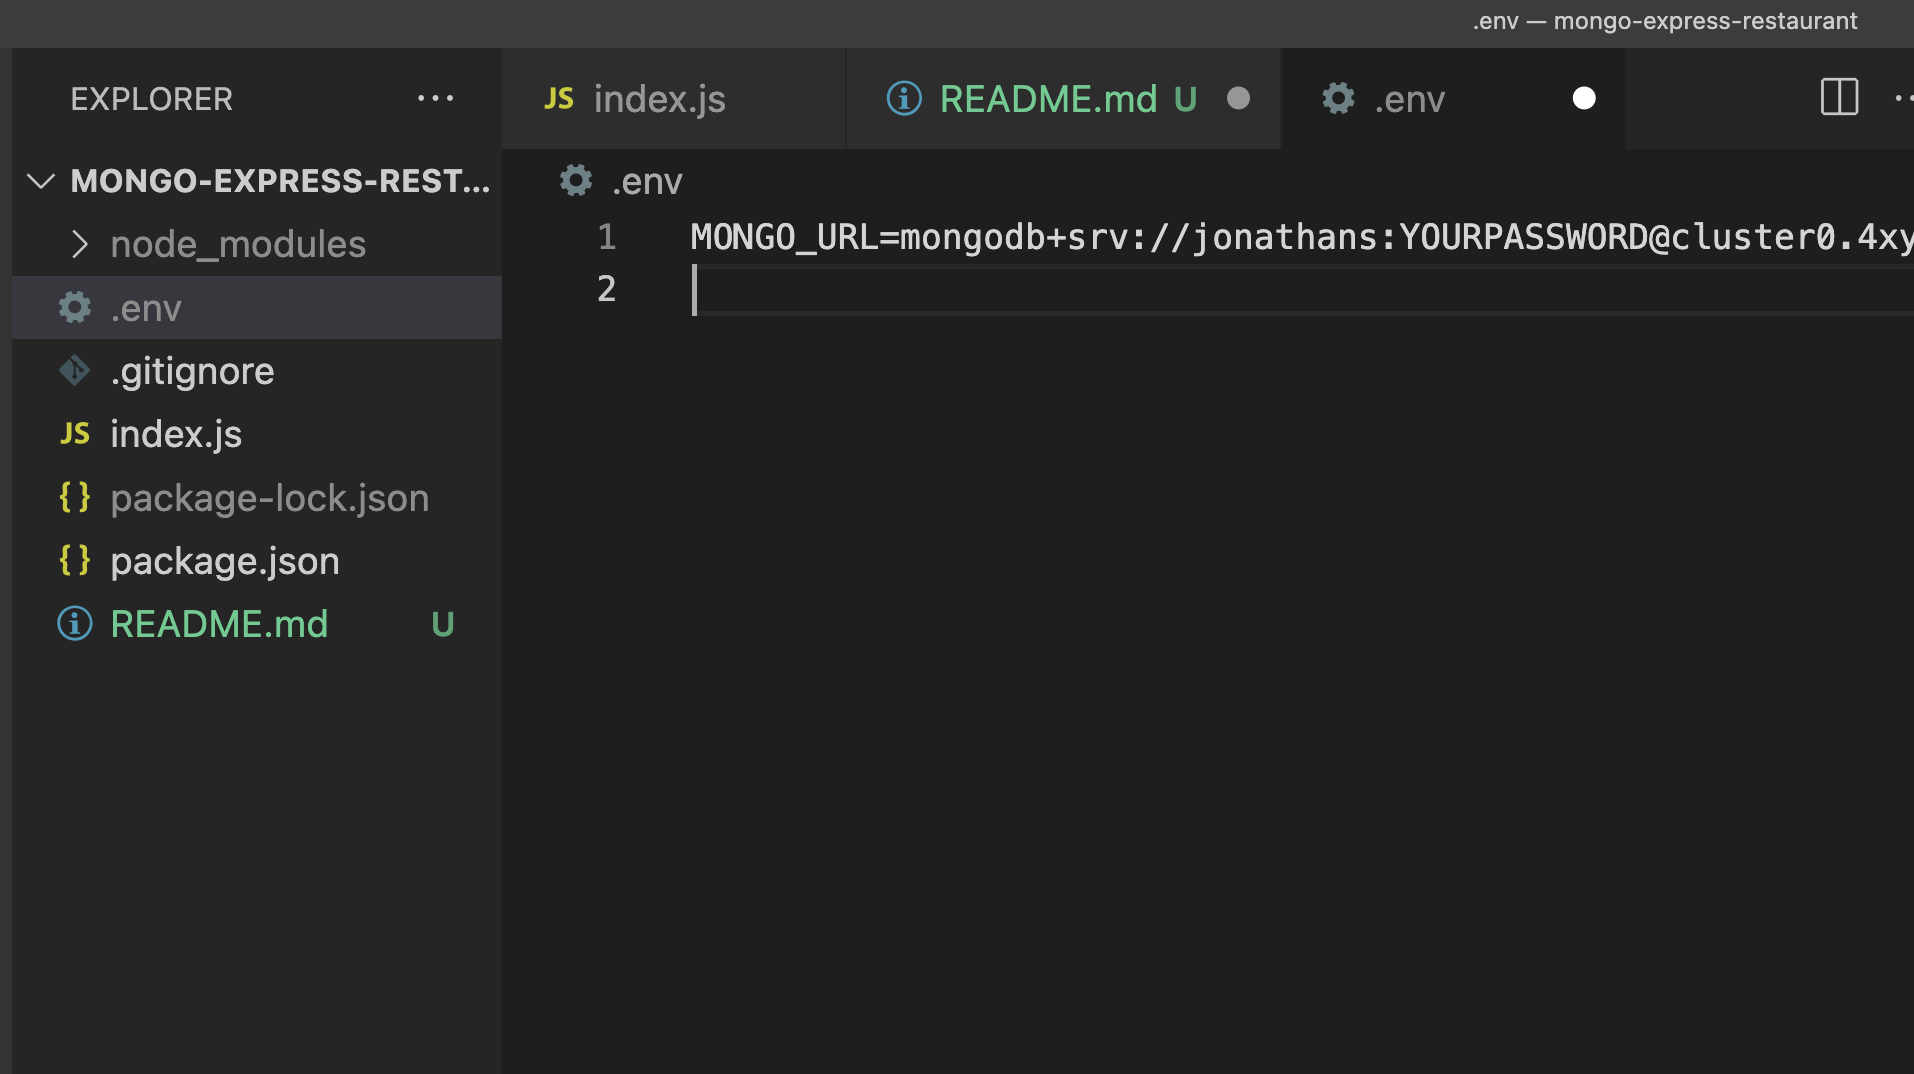 .env — mongo-express-restaurant
EXPLORER ...
JS index.js
README.md U
.env
MONGO-EXPRESS-REST...
node_modules
.env
.gitignore
JS index.js
{} package-lock.json
{} package.json
README.md U
.env
1 MONGO_URL=mongodb+srv://jonathans:YOURPASSWORD@cluster0.4xy
2